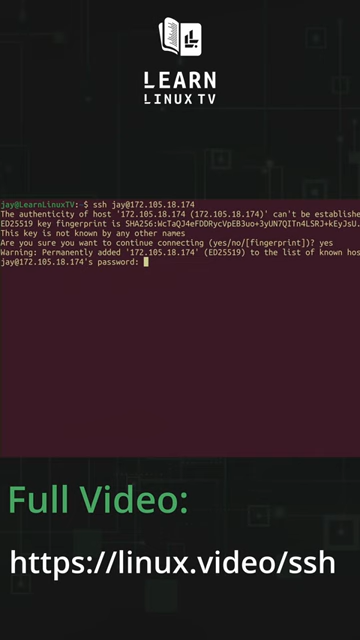 LEARN
LINUX TV
jay@LearnLinuxTV:~$ ssh jay@172.105.18.174
The authenticity of host '172.105.18.174 (172.105.18.174)' can't be establishe
ED25519 key fingerprint is
This key is not known by any other names
Are you sure you want to continue connecting (yes/no/[fingerprint])? yes
Warning: Permanently added '172.105.18.174' (ED25519) to the list of known hos
jay@172.105.18.174's password:
Full Video:
https://linux.video/ssh